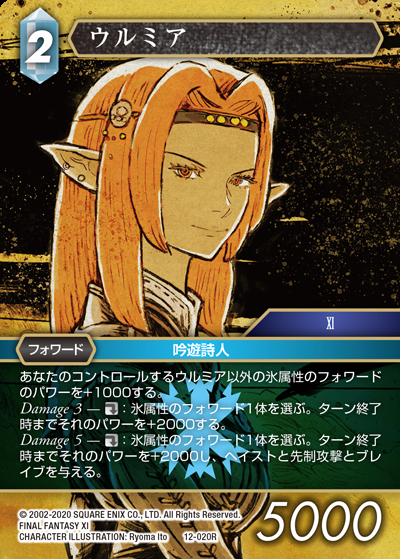 2
ウルミア
XI
フォワード
吟遊詩人
あなたのコントロールするウルミア以外の氷属性のフォワード
のパワーを+1000する。
Damage 3 — :氷属性のフォワード1体を選ぶ。ターン終了
時までそれのパワーを+2000する。
Damage 5 — :氷属性のフォワード1体を選ぶ。ターン終了
時までそれのパワーを+2000し、ヘイストと先制攻撃とブレ
イブを与える。
© 2002-2020 SQUARE ENIX CO., LTD. All Rights Reserved.
FINAL FANTASY XI
CHARACTER ILLUSTRATION: Ryoma Ito
12-020R
5000